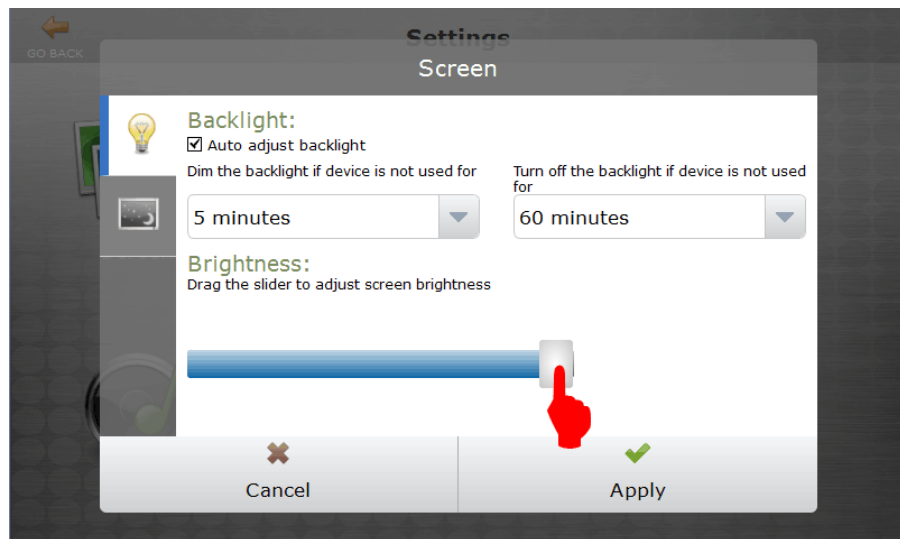 Settings
GO BACK
Screen
Backlight:
Auto adjust backlight
Dim the backlight if device is not used for
5 minutes
Turn off the backlight if device is not used
for
60 minutes
Brightness:
Drag the slider to adjust screen brightness
Cancel
Apply